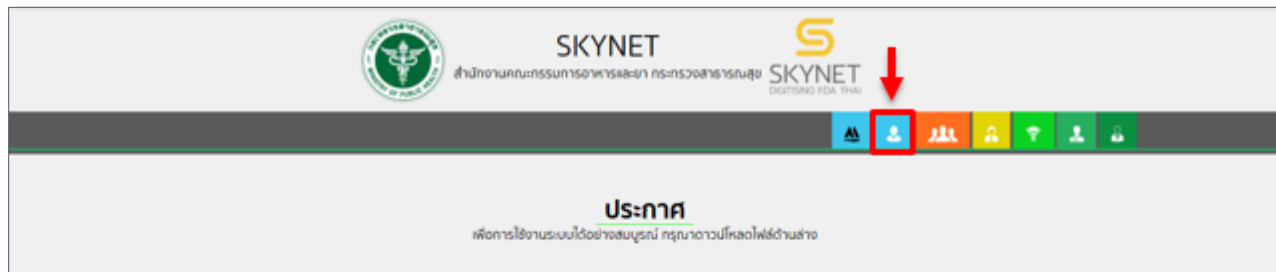 SKYNET
สำนักงานคณะกรรมการอาหารและยา กระทรวงสาธารณสุข
SKYNET
DIGITISING FDA THAI
ประกาศ
เพื่อการใช้งานระบบได้อย่างสมบูรณ์ กรุณาดาวน์โหลดไฟล์ด้านล่าง